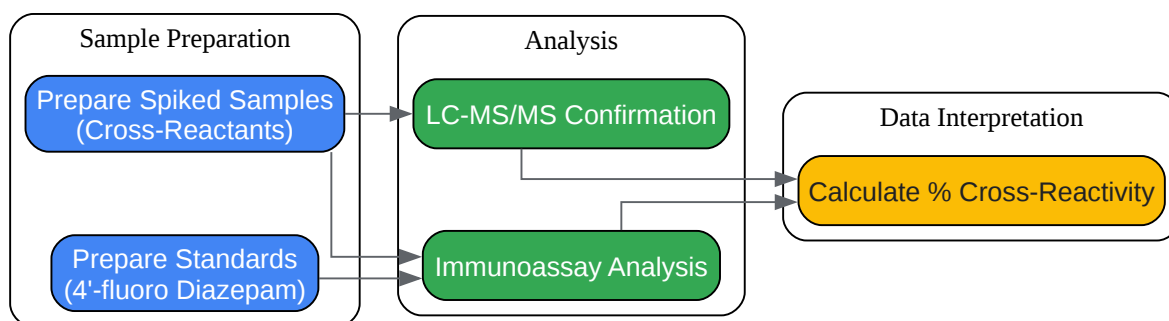 Sample Preparation
Prepare Spiked Samples
(Cross-Reactants)
Prepare Standards
(4'-fluoro Diazepam)
Analysis
LC-MS/MS Confirmation
Immunoassay Analysis
Data Interpretation
Calculate % Cross-Reactivity